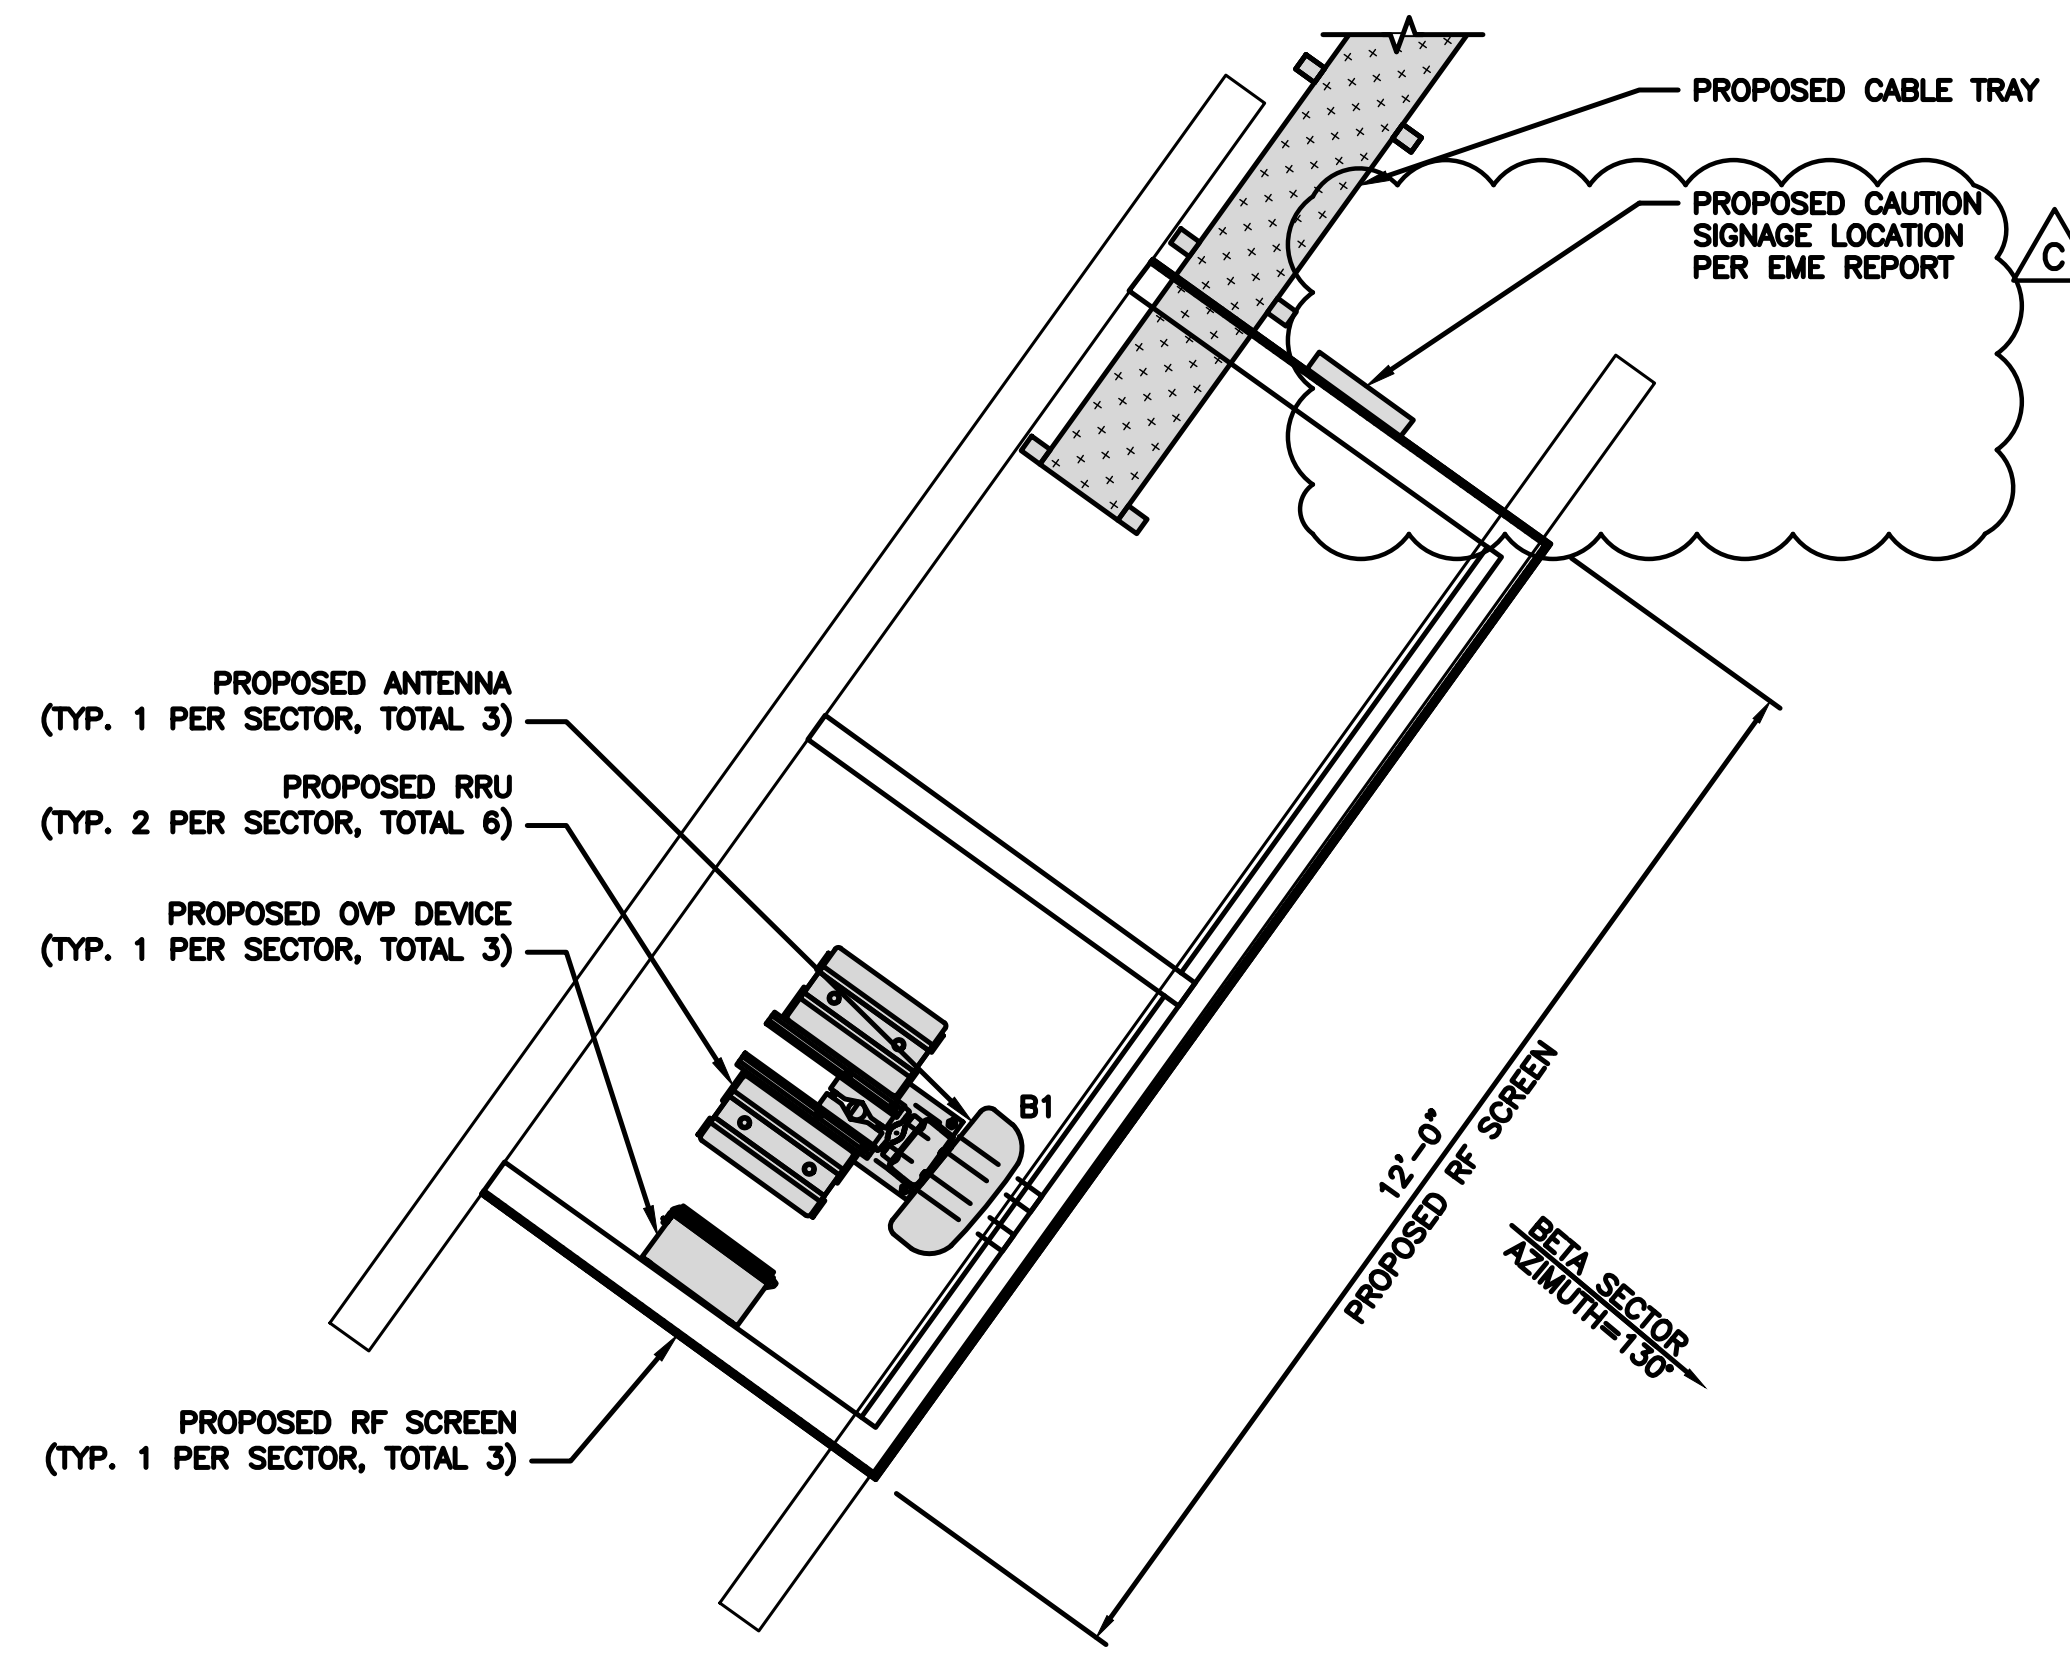 PROPOSED CABLE TRAY
PROPOSED CAUTION
SIGNAGE LOCATION
PER EME REPORT
C
PROPOSED ANTENNA
(TYP. 1 PER SECTOR, TOTAL 3)
PROPOSED RRU
(TYP. 2 PER SECTOR, TOTAL 6)
PROPOSED OVP DEVICE
(TYP. 1 PER SECTOR, TOTAL 3)
B1
12'-0"
PROPOSED RF SCREEN
BETA SECTOR
AZIMUTH=130°
PROPOSED RF SCREEN
(TYP. 1 PER SECTOR, TOTAL 3)